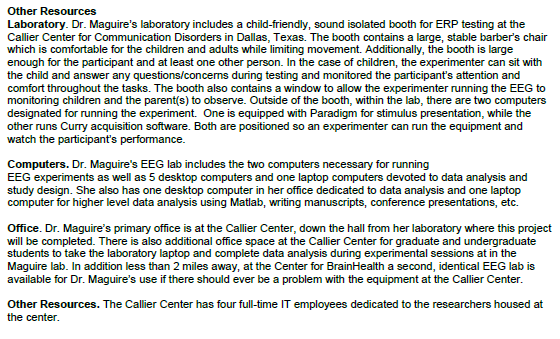 Other Resources
Laboratory. Dr. Maguire's laboratory includes a child-friendly, sound isolated booth for ERP testing at the
Callier Center for Communication Disorders in Dallas, Texas. The booth contains a large, stable barber's chair
which is comfortable for the children and adults while limiting movement. Additionally, the booth is large
enough for the participant and at least one other person. In the case of children, the experimenter can sit with
the child and answer any questions/concerns during testing and monitored the participant's attention and
comfort throughout the tasks. The booth also contains a window to allow the experimenter running the EEG to
monitoring children and the parent(s) to observe. Outside of the booth, within the lab, there are two computers
designated for running the experiment. One is equipped with Paradigm for stimulus presentation, while the
other runs Curry acquisition software. Both are positioned so an experimenter can run the equipment and
watch the participant's performance.
Computers. Dr. Maguire's EEG lab includes the two computers necessary for running
EEG experiments as well as 5 desktop computers and one laptop computers devoted to data analysis and
study design. She also has one desktop computer in her office dedicated to data analysis and one laptop
computer for higher level data analysis using Matlab, writing manuscripts, conference presentations, etc.
Office. Dr. Maguire's primary office is at the Callier Center, down the hall from her laboratory where this project
will be completed. There is also additional office space at the Callier Center for graduate and undergraduate
students to take the laboratory laptop and complete data analysis during experimental sessions at in the
Maguire lab. In addition less than 2 miles away, at the Center for BrainHealth a second, identical EEG lab is
available for Dr. Maguire's use if there should ever be a problem with the equipment at the Callier Center.
Other Resources. The Callier Center has four full-time IT employees dedicated to the researchers housed at
the center.